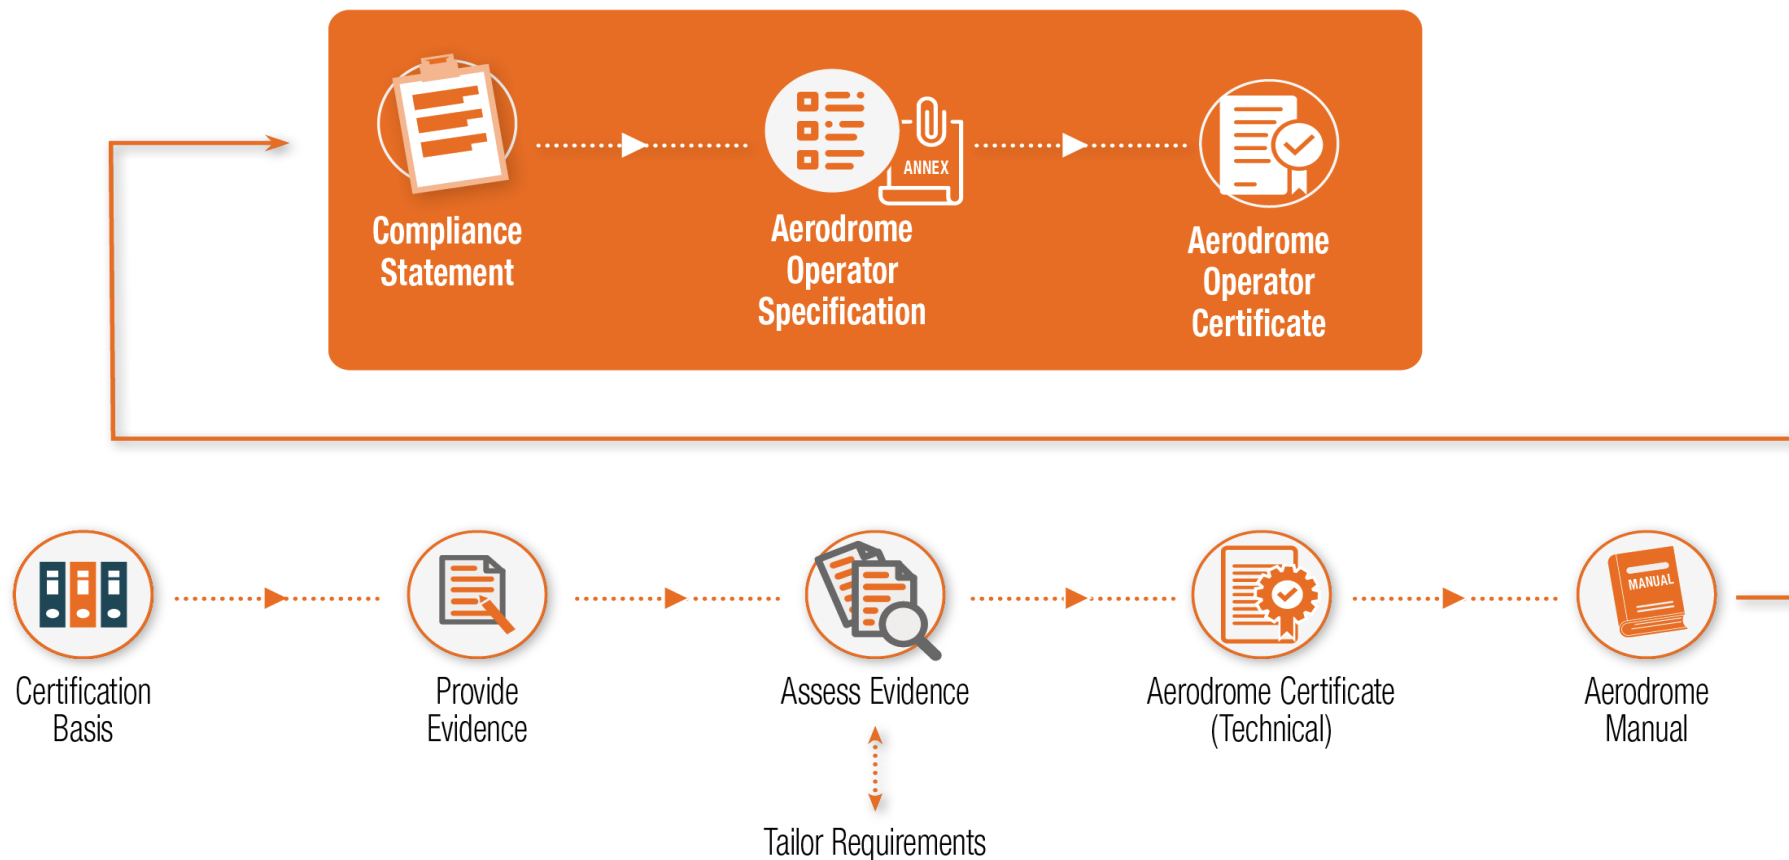 ANNEX
Compliance
Statement
Aerodrome
Operator
Specification
Aerodrome
Operator
Certificate
MANUAL
Certification
Basis
Provide
Evidence
Assess Evidence
Aerodrome Certificate
(Technical)
Aerodrome
Manual
Tailor Requirements